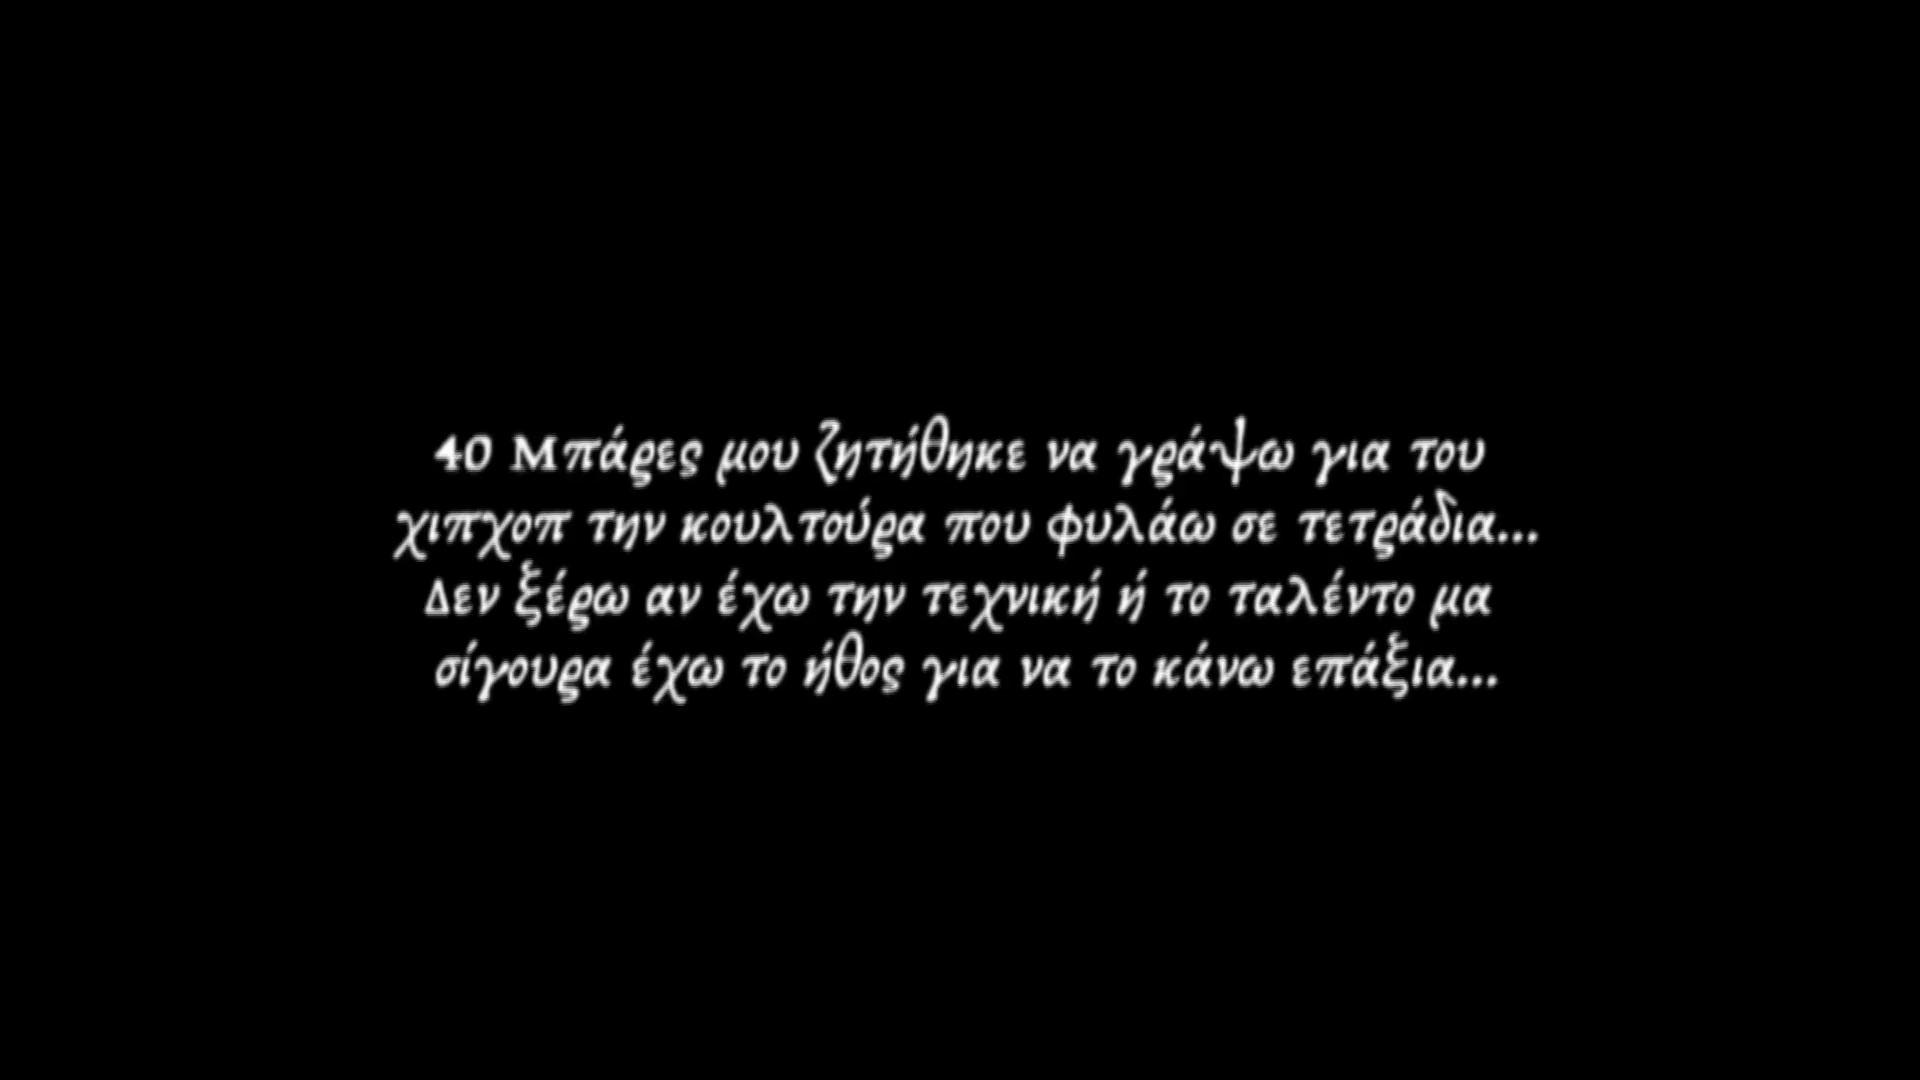 40 Μπάρες μου ζητήθηκε να γράψω για του
χιπχοπ την κουλτούρα που φυλάω σε τετράδια...
Δεν ξέρω αν έχω την τεχνική ή το ταλέντο μα
σίγουρα έχω το ήθος για να το κάνω επάξια...